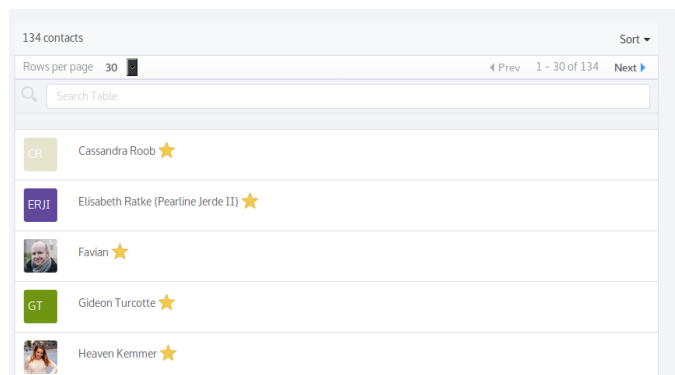 134 contacts
Sort
Rows per page 30
Prev 1 - 30 of 134 Next
Search Table
CR
Cassandra Roob
ERJI
Elisabeth Ratke (Pearline Jerde II)
Favian
GT
Gideon Turcotte
Heaven Kemmer